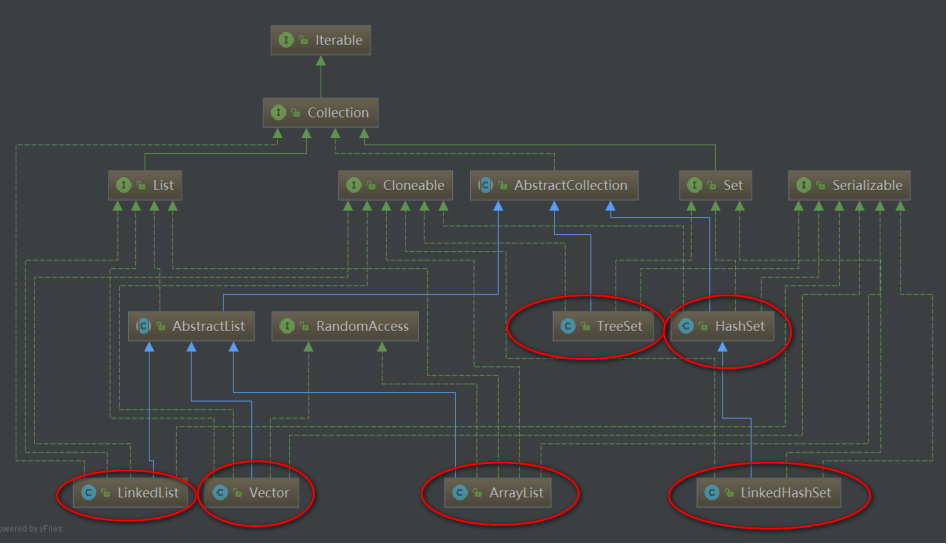 Iterable
Collection
List
Cloneable
AbstractCollection
Set
Serializable
AbstractList
RandomAccess
TreeSet
HashSet
LinkedList
Vector
ArrayList
LinkedHashSet
owered by yFiles